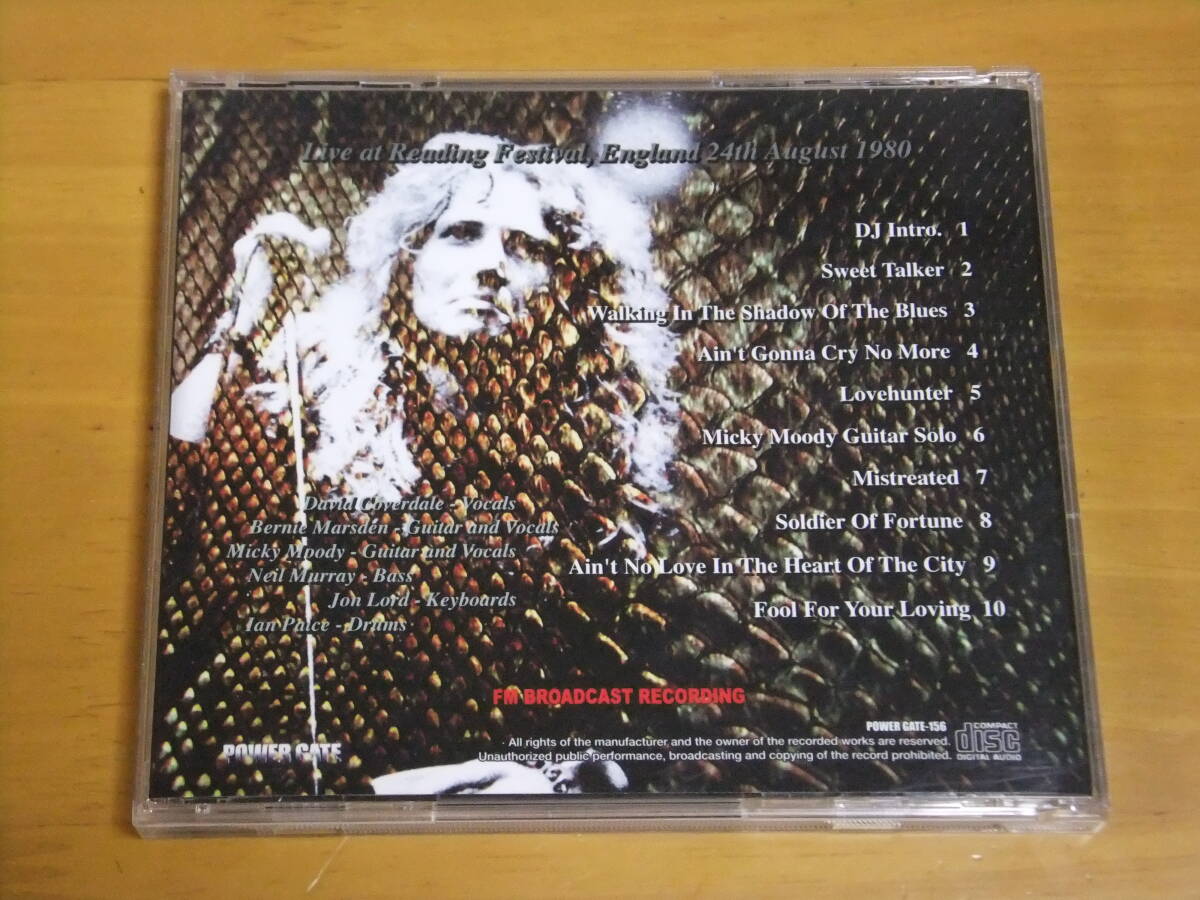 Live at Reading Festival, England 24th August 1980
DJ Intro. 1
Sweet Talker 2
Walking In The Shadow Of The Blues 3
Ain't Gonna Cry No More 4
Lovehunter 5
Micky Moody Guitar Solo 6
Mistreated 7
Soldier Of Fortune 8
Ain't No Love In The Heart Of The City 9
Fool For Your Loving 10
David Coverdale - Vocals
Bernie Marsden - Guitar and Vocals
Micky Moody - Guitar and Vocals
Neil Murray - Bass
Jon Lord - Keyboards
Ian Paice - Drums
FM BROADCAST RECORDING
POWER GATE
POWER GATE-156
All rights of the manufacturer and the owner of the recorded works are reserved.
Unauthorized public performance, broadcasting and copying of the record prohibited.
COMPACT
disc
DIGITAL AUDIO